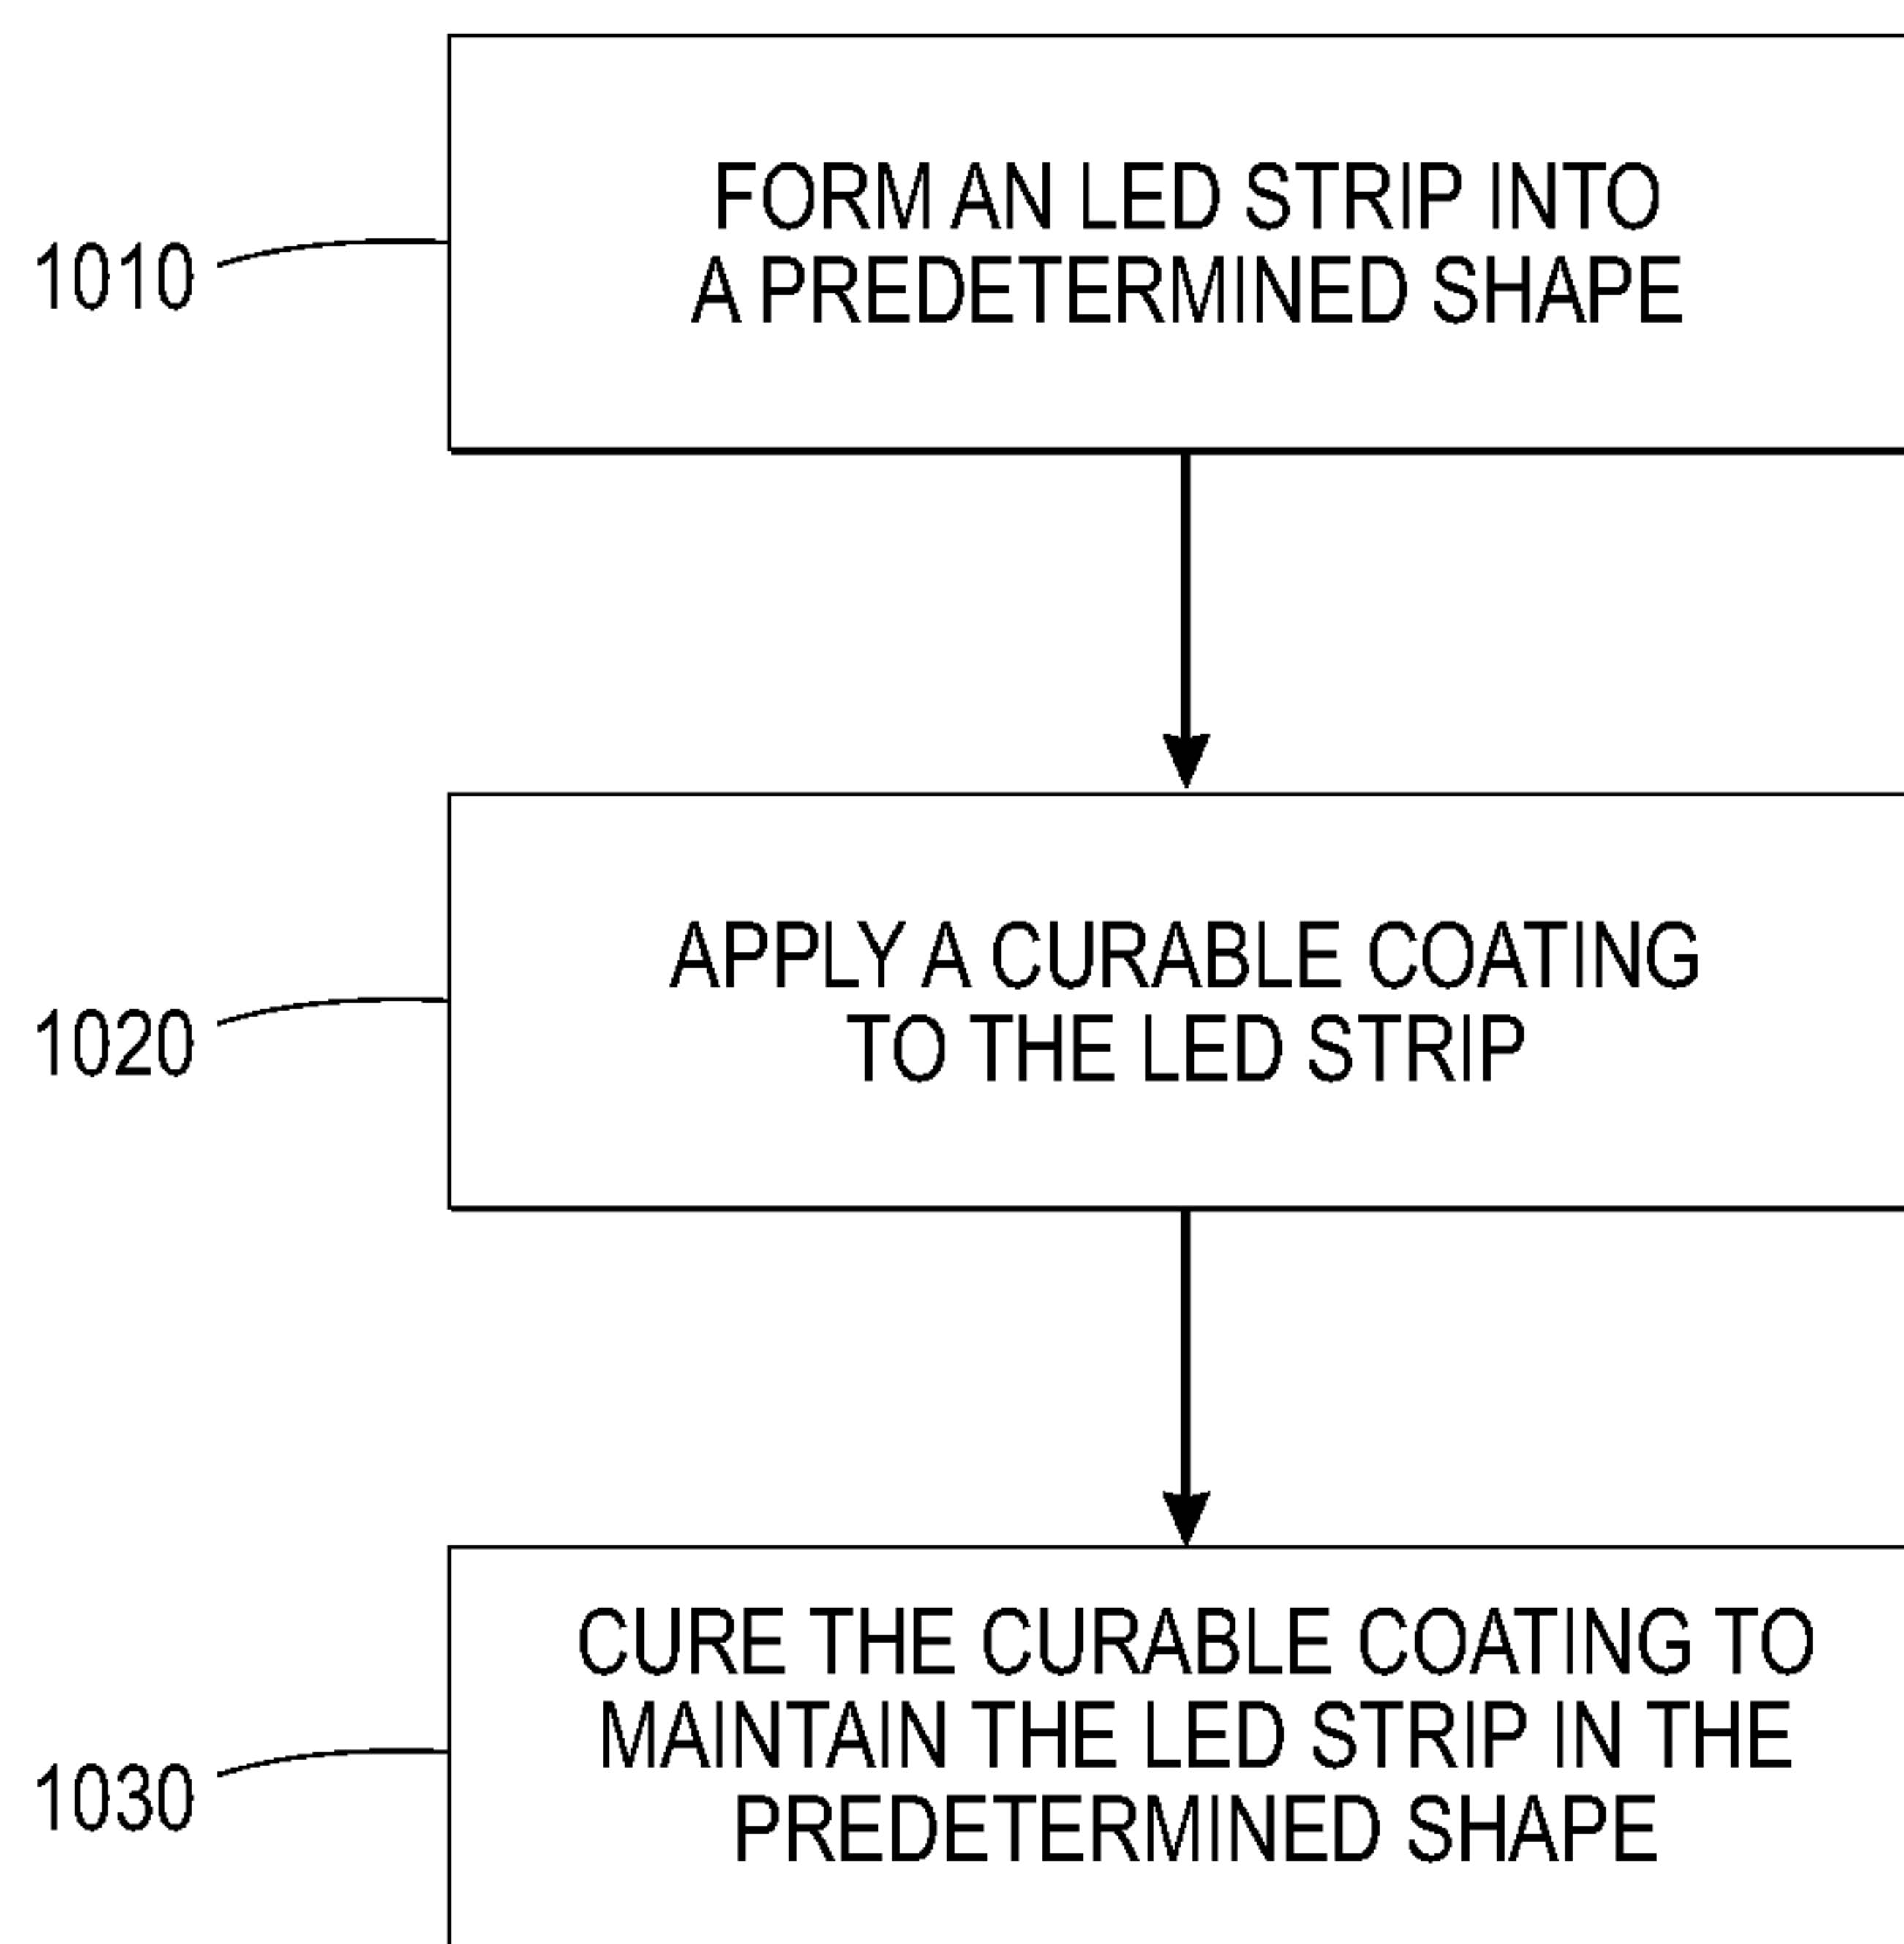 1010
FORM AN LED STRIP INTO
A PREDETERMINED SHAPE
1020
APPLY A CURABLE COATING
TO THE LED STRIP
1030
CURE THE CURABLE COATING TO
MAINTAIN THE LED STRIP IN THE
PREDETERMINED SHAPE